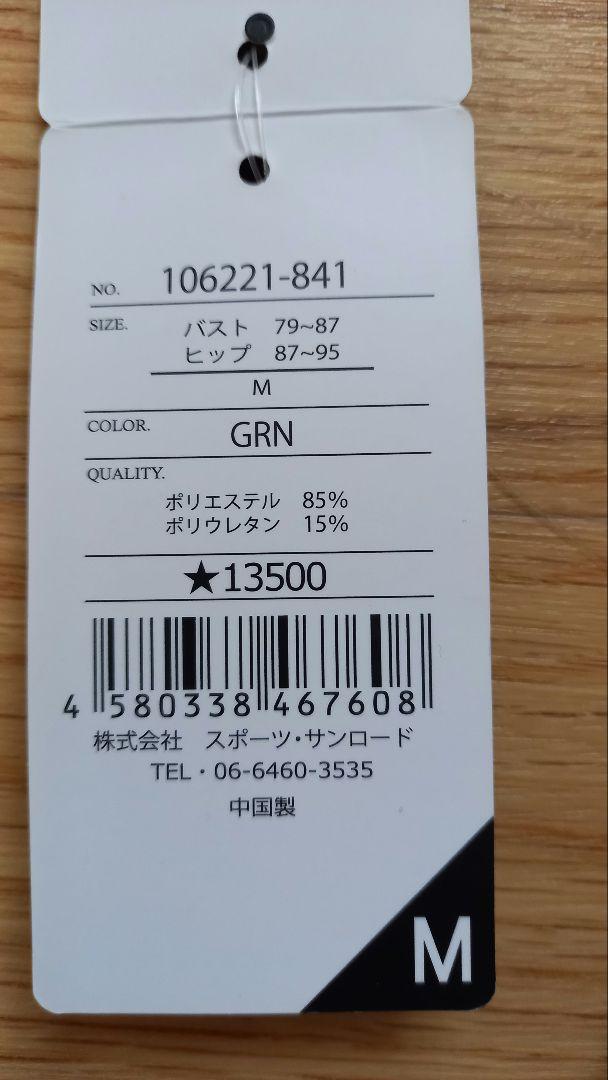 NO. 106221-841
SIZE. バスト 79~87
ヒップ 87~95
M
COLOR. GRN
QUALITY.
ポリエステル 85%
ポリウレタン 15%
★13500
4 580338 467608
株式会社 スポーツ・サンロード
TEL・06-6460-3535
中国製
M